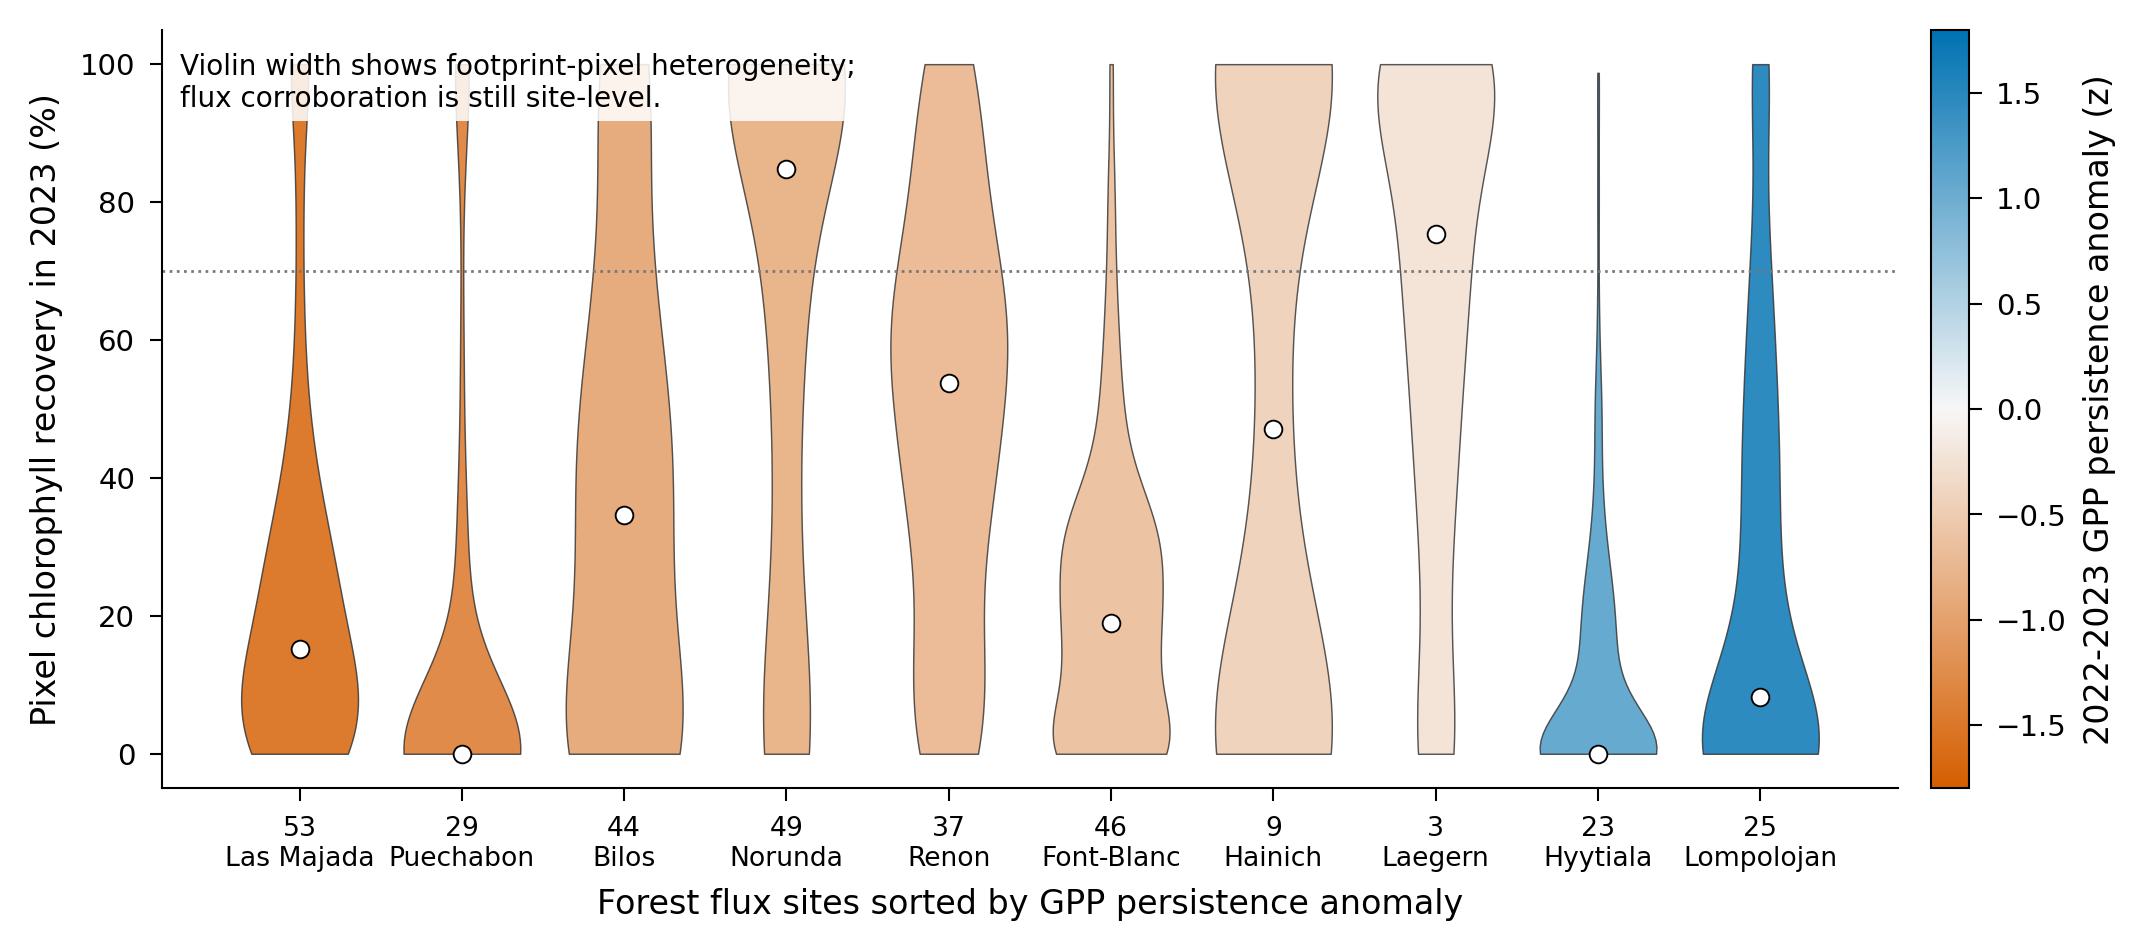 Violin width shows footprint-pixel heterogeneity;
flux corroboration is still site-level.
Pixel chlorophyll recovery in 2023 (%)
100
80
60
40
20
0
53 29 44 49 37 46 9 3 23 25
Las Majada Puechabon Bilos Norunda Renon Font-Blanc Hainich Laegern Hyytiala Lompolojan
Forest flux sites sorted by GPP persistence anomaly
1.5
1.0
0.5
0.0
−0.5
−1.0
−1.5
2022-2023 GPP persistence anomaly (z)